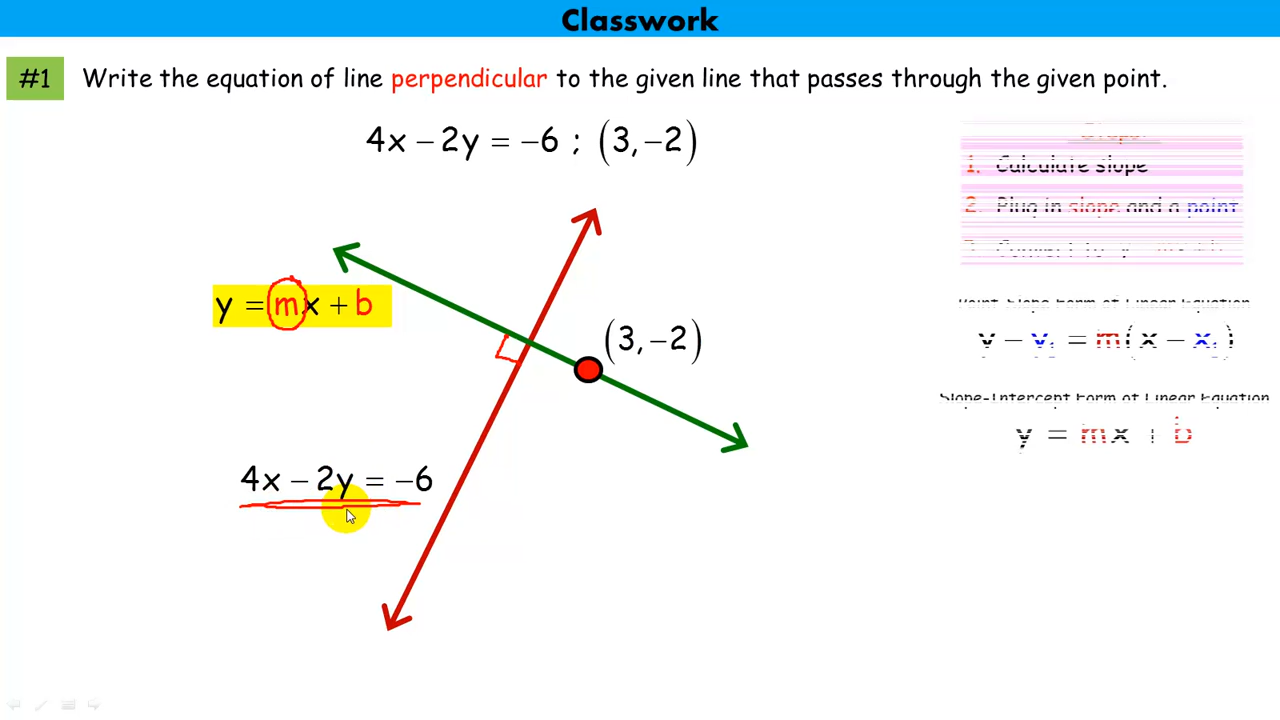 Classwork
#1 Write the equation of line perpendicular to the given line that passes through the given point.
4x − 2y = −6 ; (3, −2)
1. Calculate slope
2. Plug in slope and a point
y = mx + b
Point-Slope Form of Linear Equation
y − y₁ = m(x − x₁)
(3, −2)
Slope-Intercept Form of Linear Equation
y = mx + b
4x − 2y = −6